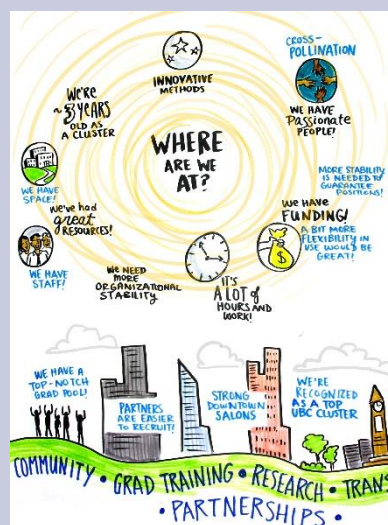 INNOVATIVE
METHODS
CROSS-
POLLINATION
WE HAVE
Passionate
PEOPLE!
WE'RE
~3 YEARS
OLD AS
A CLUSTER
WHERE
ARE WE
AT?
WE HAVE
SPACE!
MORE STABILITY
IS NEEDED TO
GUARANTEE
POSITIONS!
We've had
great
RESOURCES!
WE HAVE
FUNDING!
A BIT MORE
FLEXIBILITY IN
USE WOULD BE
GREAT!
$
WE HAVE
STAFF!
WE NEED
MORE
ORGANIZATIONAL
STABILITY
IT'S
A LOT of
HOURS AND
WORK!
WE HAVE A
TOP-NOTCH
GRAD POOL!
PARTNERS
ARE EASIER
TO RECRUIT!
STRONG
DOWNTOWN
SALONS
WE'RE
RECOGNIZED
AS A TOP
UBC CLUSTER
COMMUNITY • GRAD TRAINING • RESEARCH • TRANS
• PARTNERSHIPS •